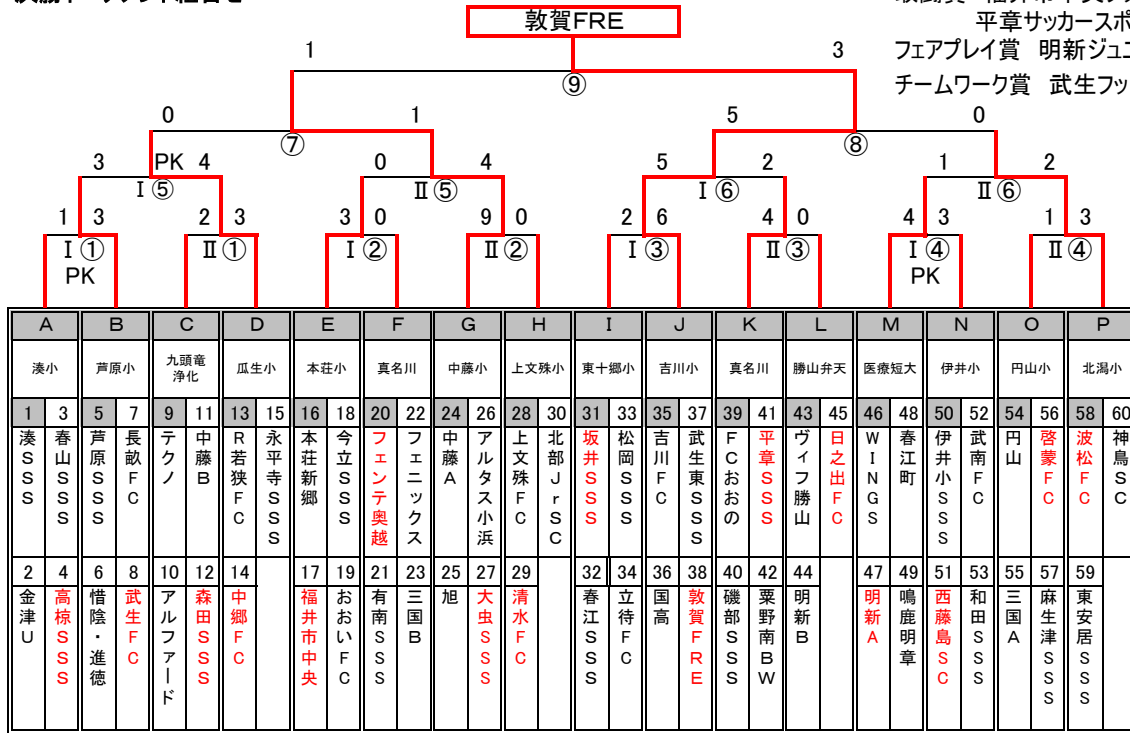 敦賀FRE
平章サッカースポ
フェアプレイ賞 明新ジュニ
チームワーク賞 武生フッ
1 3
⑨
0 1 5 0
⑦ ⑧
3 PK 4 0 4 5 2 1 2
Ⅰ⑤ Ⅱ⑤ Ⅰ⑥ Ⅱ⑥
1 3 2 3 3 0 9 0 2 6 4 0 4 3 1 3
Ⅰ① Ⅱ① Ⅰ② Ⅱ② Ⅰ③ Ⅱ③ Ⅰ④ Ⅱ④
PK PK
A B C D E F G H I J K L M N O P
湊小 芦原小 九頭竜浄化 瓜生小 本荘小 真名川 中藤小 上文殊小 東十郷小 吉川小 真名川 勝山弁天 医療短大 伊井小 円山小 北潟小
1 3 5 7 9 11 13 15 16 18 20 22 24 26 28 30 31 33 35 37 39 41 43 45 46 48 50 52 54 56 58 60
湊SSS 春山SSS 芦原SSS 長畝FC テクノ 中藤B R若狭FC 永平寺SS 本荘新郷 今立SSS フェンテ奥越 フェニックス 中藤A アルタス小浜 上文殊FC 北部JrSC 坂井SSS 松岡SSS 吉川FC 武生東SSS FCおおの 平章SSS ヴィフ勝山 日之出FC WINGS 春江町 伊井小SSS 武南FC 円山 啓蒙FC 波松FC 神鳥SC
2 4 6 8 10 12 14 17 19 21 23 25 27 29 32 34 36 38 40 42 44 47 49 51 53 55 57 59
金津U 高椋SSS 惜陰・進徳 武生FC アルファード 森田SSS 中郷FC 福井市中央 おおいFC 有南SSS 三国B 旭 大虫SSS 清水FC 春江SSS 立待FC 国高 敦賀FRE 磯部SSS 粟野南BW 明新B 明新A 鳴鹿明章 西藤島SC 和田SSS 三国A 麻生津SSS 東安居SSS